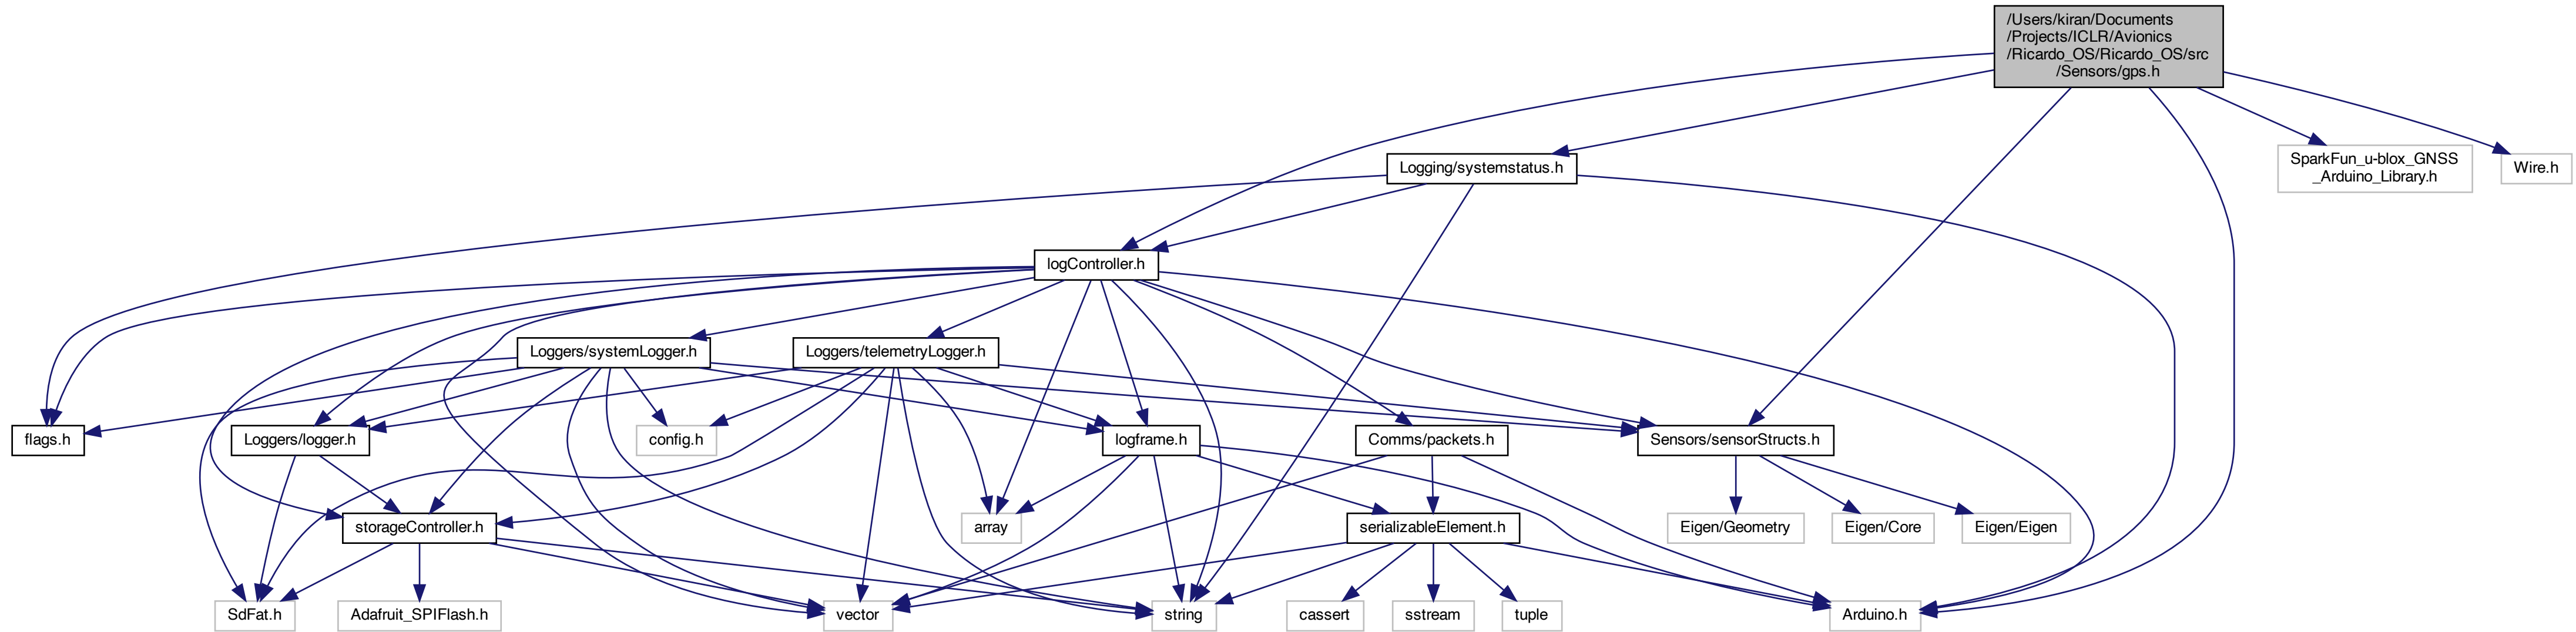 /Users/kiran/Documents
/Projects/ICLR/Avionics
/Ricardo_OS/Ricardo_OS/src
/Sensors/gps.h
Logging/systemstatus.h
SparkFun_u-blox_GNSS
_Arduino_Library.h
Wire.h
logController.h
Loggers/systemLogger.h
Loggers/telemetryLogger.h
flags.h
Loggers/logger.h
config.h
logframe.h
Comms/packets.h
Sensors/sensorStructs.h
storageController.h
array
serializableElement.h
Eigen/Geometry
Eigen/Core
Eigen/Eigen
SdFat.h
Adafruit_SPIFlash.h
vector
string
cassert
sstream
tuple
Arduino.h